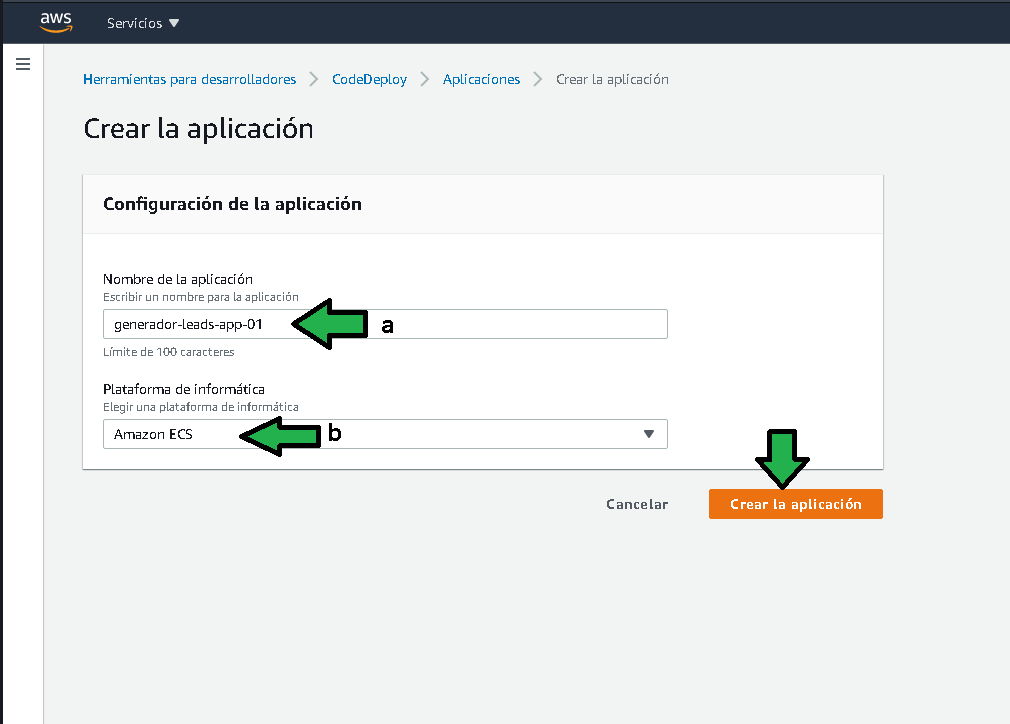 aws Servicios
Herramientas para desarrolladores CodeDeploy Aplicaciones Crear la aplicación
Crear la aplicación
Configuración de la aplicación
Nombre de la aplicación
Escribir un nombre para la aplicación
generador-leads-app-01 a
Límite de 100 caracteres
Plataforma de informática
Elegir una plataforma de informática
Amazon ECS b
Cancelar Crear la aplicación